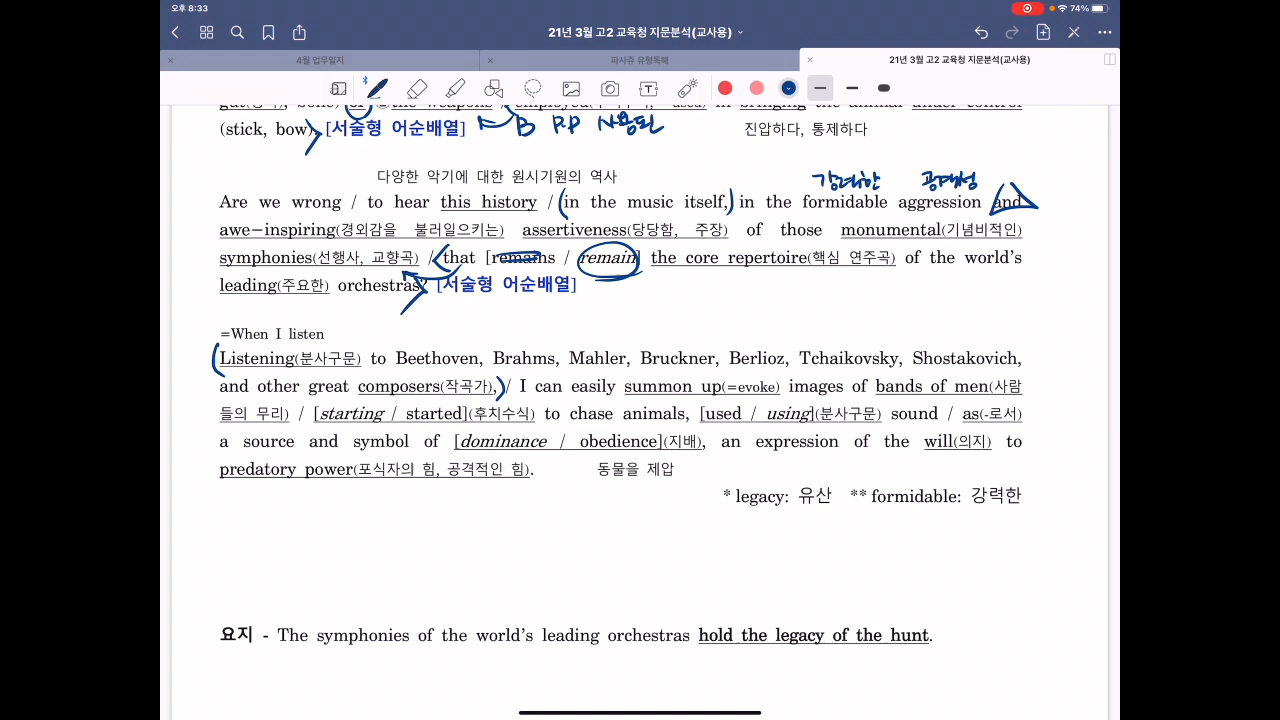 오후 8:33
74%
21년 3월 고2 교육청 지문분석(교사용)
4월 업무일지
파사쥬 유형독해
21년 3월 고2 교육청 지문분석(교사용)
the weapons / employed in bringing the animal under control
(stick, bow). [서술형 어순배열] B P.P 사용된 진압하다, 통제하다
다양한 악기에 대한 원시기원의 역사 강력한 공격성
Are we wrong / to hear this history / (in the music itself,) in the formidable aggression and
awe-inspiring(경외감을 불러일으키는) assertiveness(당당함, 주장) of those monumental(기념비적인)
symphonies(선행사, 교향곡) / that [remains / remain] the core repertoire(핵심 연주곡) of the world's
leading(주요한) orchestras? [서술형 어순배열]
=When I listen
(Listening(분사구문) to Beethoven, Brahms, Mahler, Bruckner, Berlioz, Tchaikovsky, Shostakovich,
and other great composers(작곡가),) / I can easily summon up(=evoke) images of bands of men(사람
들의 무리) / [starting / started](후치수식) to chase animals, [used / using](분사구문) sound / as(-로서)
a source and symbol of [dominance / obedience](지배), an expression of the will(의지) to
predatory power(포식자의 힘, 공격적인 힘). 동물을 제압
* legacy: 유산 ** formidable: 강력한
요지 - The symphonies of the world's leading orchestras hold the legacy of the hunt.